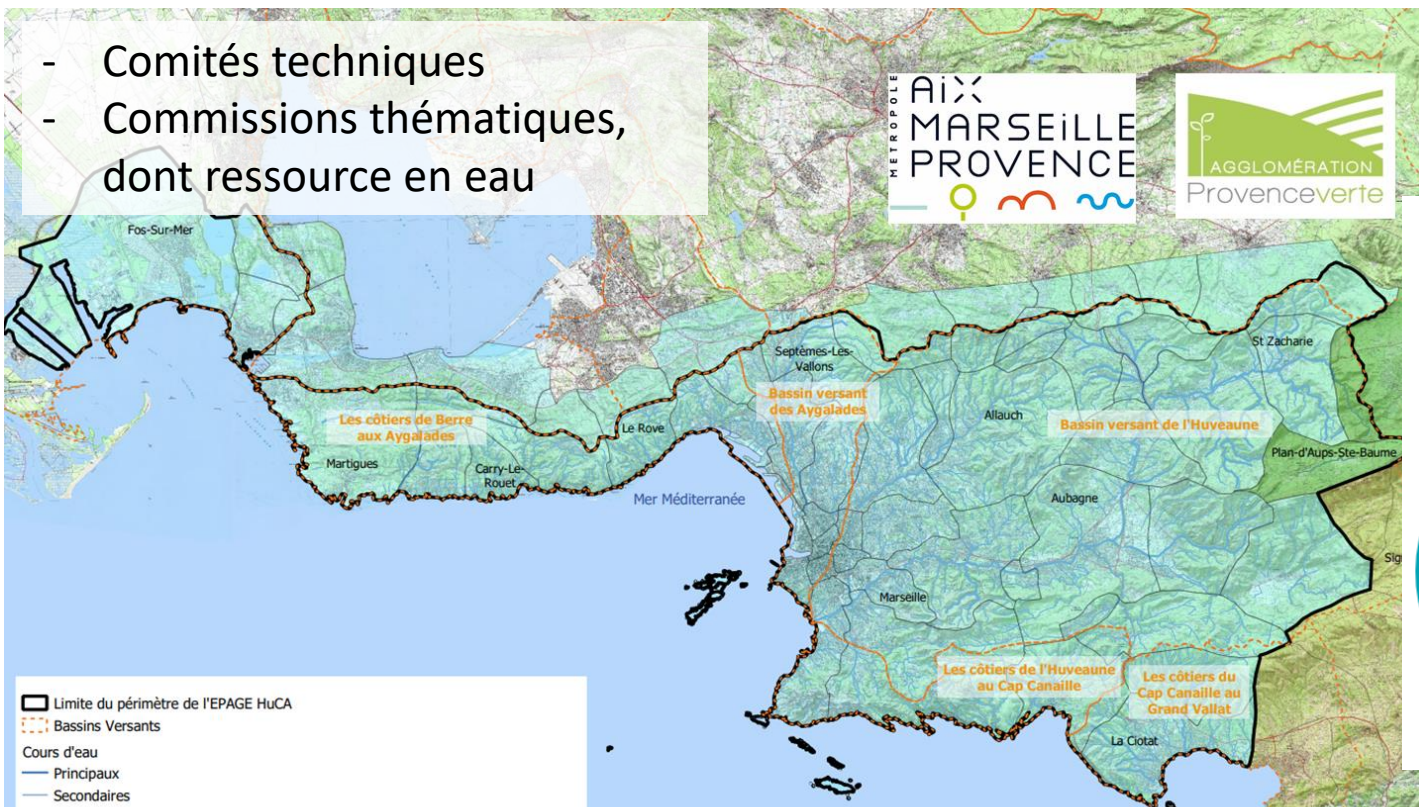 - Comités techniques
- Commissions thématiques,
dont ressource en eau
METROPOLE
AiX
MARSEiLLE
PROVENCE
AGGLOMÉRATION
Provenceverte
Fos-Sur-Mer
Septèmes-Les-
Vallons
St Zacharie
Bassin versant
des Aygalades
Les côtiers de Berre
aux Aygalades
Le Rove
Allauch
Bassin versant de l'Huveaune
Plan-d'Aups-Ste-Baume
Martigues
Carry-Le-
Rouet
Mer Méditerranée
Aubagne
Sig
Marseille
Les côtiers de l'Huveaune
au Cap Canaille
Les côtiers du
Cap Canaille au
Grand Vallat
La Ciotat
Limite du périmètre de l'EPAGE HuCA
Bassins Versants
Cours d'eau
Principaux
Secondaires